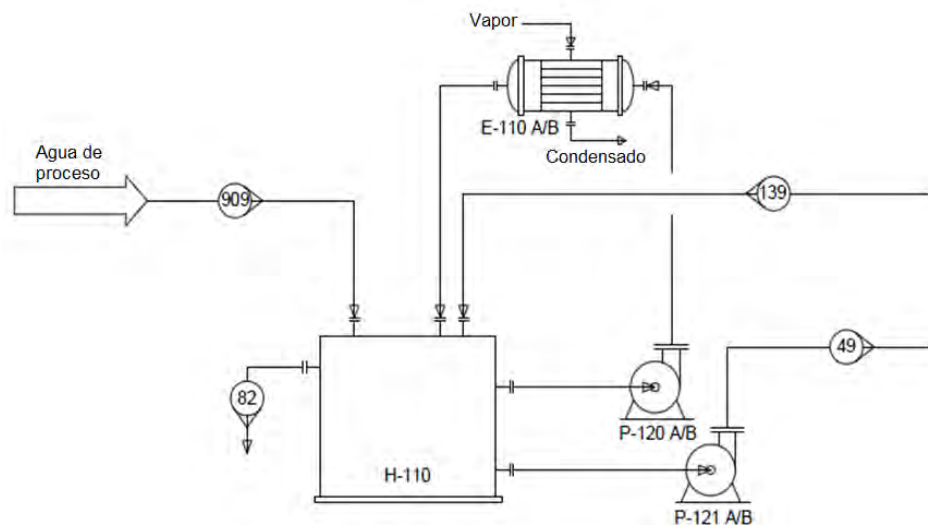 Vapor
E-110 A/B
Condensado
Agua de
proceso
909
139
49
82
P-120 A/B
H-110
P-121 A/B